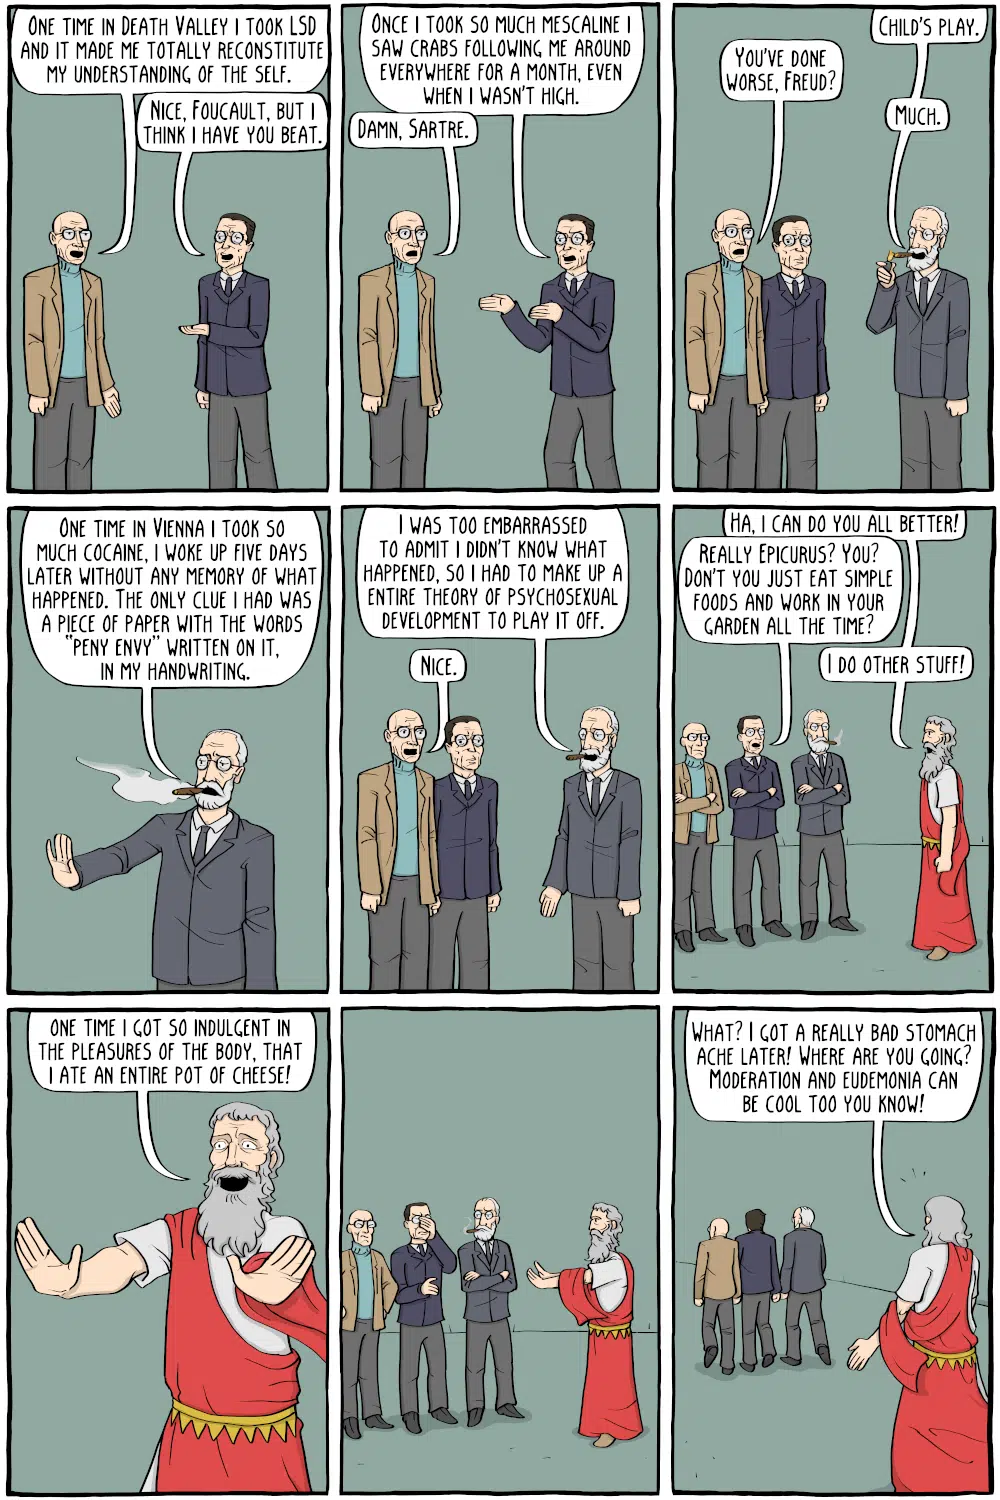 ONE TIME IN DEATH VALLEY I TOOK LSD
AND IT MADE ME TOTALLY RECONSTITUTE
MY UNDERSTANDING OF THE SELF.
NICE, FOUCAULT, BUT I
THINK I HAVE YOU BEAT.
ONCE I TOOK SO MUCH MESCALINE I
SAW CRABS FOLLOWING ME AROUND
EVERYWHERE FOR A MONTH, EVEN
WHEN I WASN'T HIGH.
DAMN, SARTRE.
CHILD'S PLAY.
YOU'VE DONE
WORSE, FREUD?
MUCH.
ONE TIME IN VIENNA I TOOK SO
MUCH COCAINE, I WOKE UP FIVE DAYS
LATER WITHOUT ANY MEMORY OF WHAT
HAPPENED. THE ONLY CLUE I HAD WAS
A PIECE OF PAPER WITH THE WORDS
"PENY ENVY" WRITTEN ON IT,
IN MY HANDWRITING.
I WAS TOO EMBARRASSED
TO ADMIT I DIDN'T KNOW WHAT
HAPPENED, SO I HAD TO MAKE UP A
ENTIRE THEORY OF PSYCHOSEXUAL
DEVELOPMENT TO PLAY IT OFF.
NICE.
HA, I CAN DO YOU ALL BETTER!
REALLY EPICURUS? YOU?
DON'T YOU JUST EAT SIMPLE
FOODS AND WORK IN YOUR
GARDEN ALL THE TIME?
I DO OTHER STUFF!
ONE TIME I GOT SO INDULGENT IN
THE PLEASURES OF THE BODY, THAT
I ATE AN ENTIRE POT OF CHEESE!
WHAT? I GOT A REALLY BAD STOMACH
ACHE LATER! WHERE ARE YOU GOING?
MODERATION AND EUDEMONIA CAN
BE COOL TOO YOU KNOW!